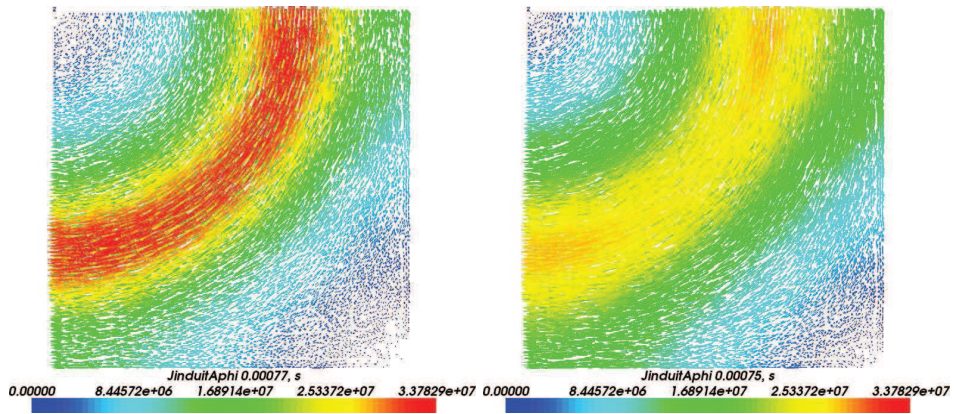 z
z
JinduitAphi 0.00077, s
0.00000 8.44572e+06 1.68914e+07 2.53372e+07 3.37829e+07
JinduitAphi 0.00075, s
0.00000 8.44572e+06 1.68914e+07 2.53372e+07 3.37829e+07